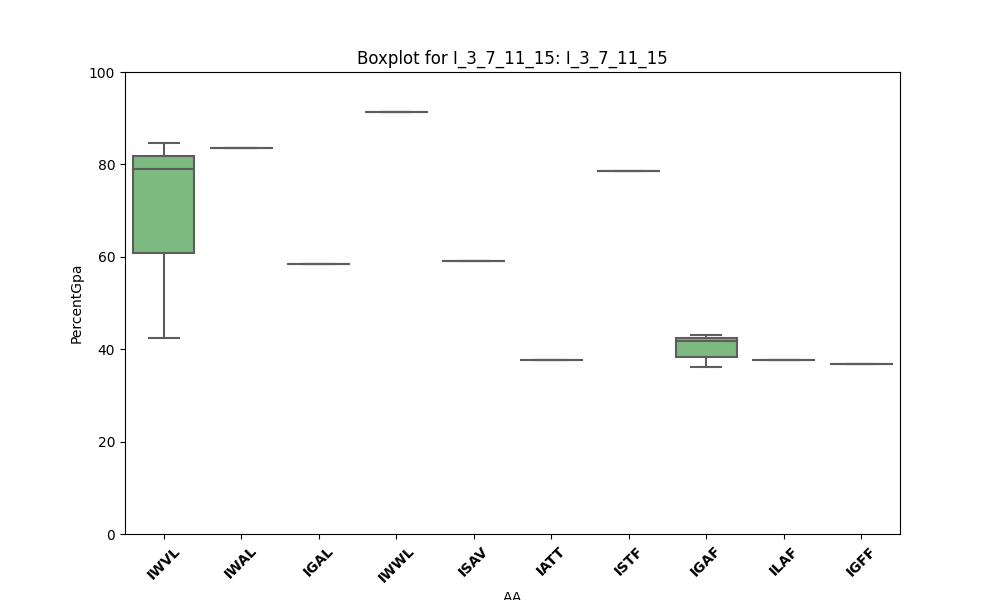 Boxplot for I_3_7_11_15: I_3_7_11_15
100
80
60
40
20
0
PercentGpa
IWVL
IWAL
IGAL
IWWL
ISAV
IATT
ISTF
IGAF
ILAF
IGFF
AA